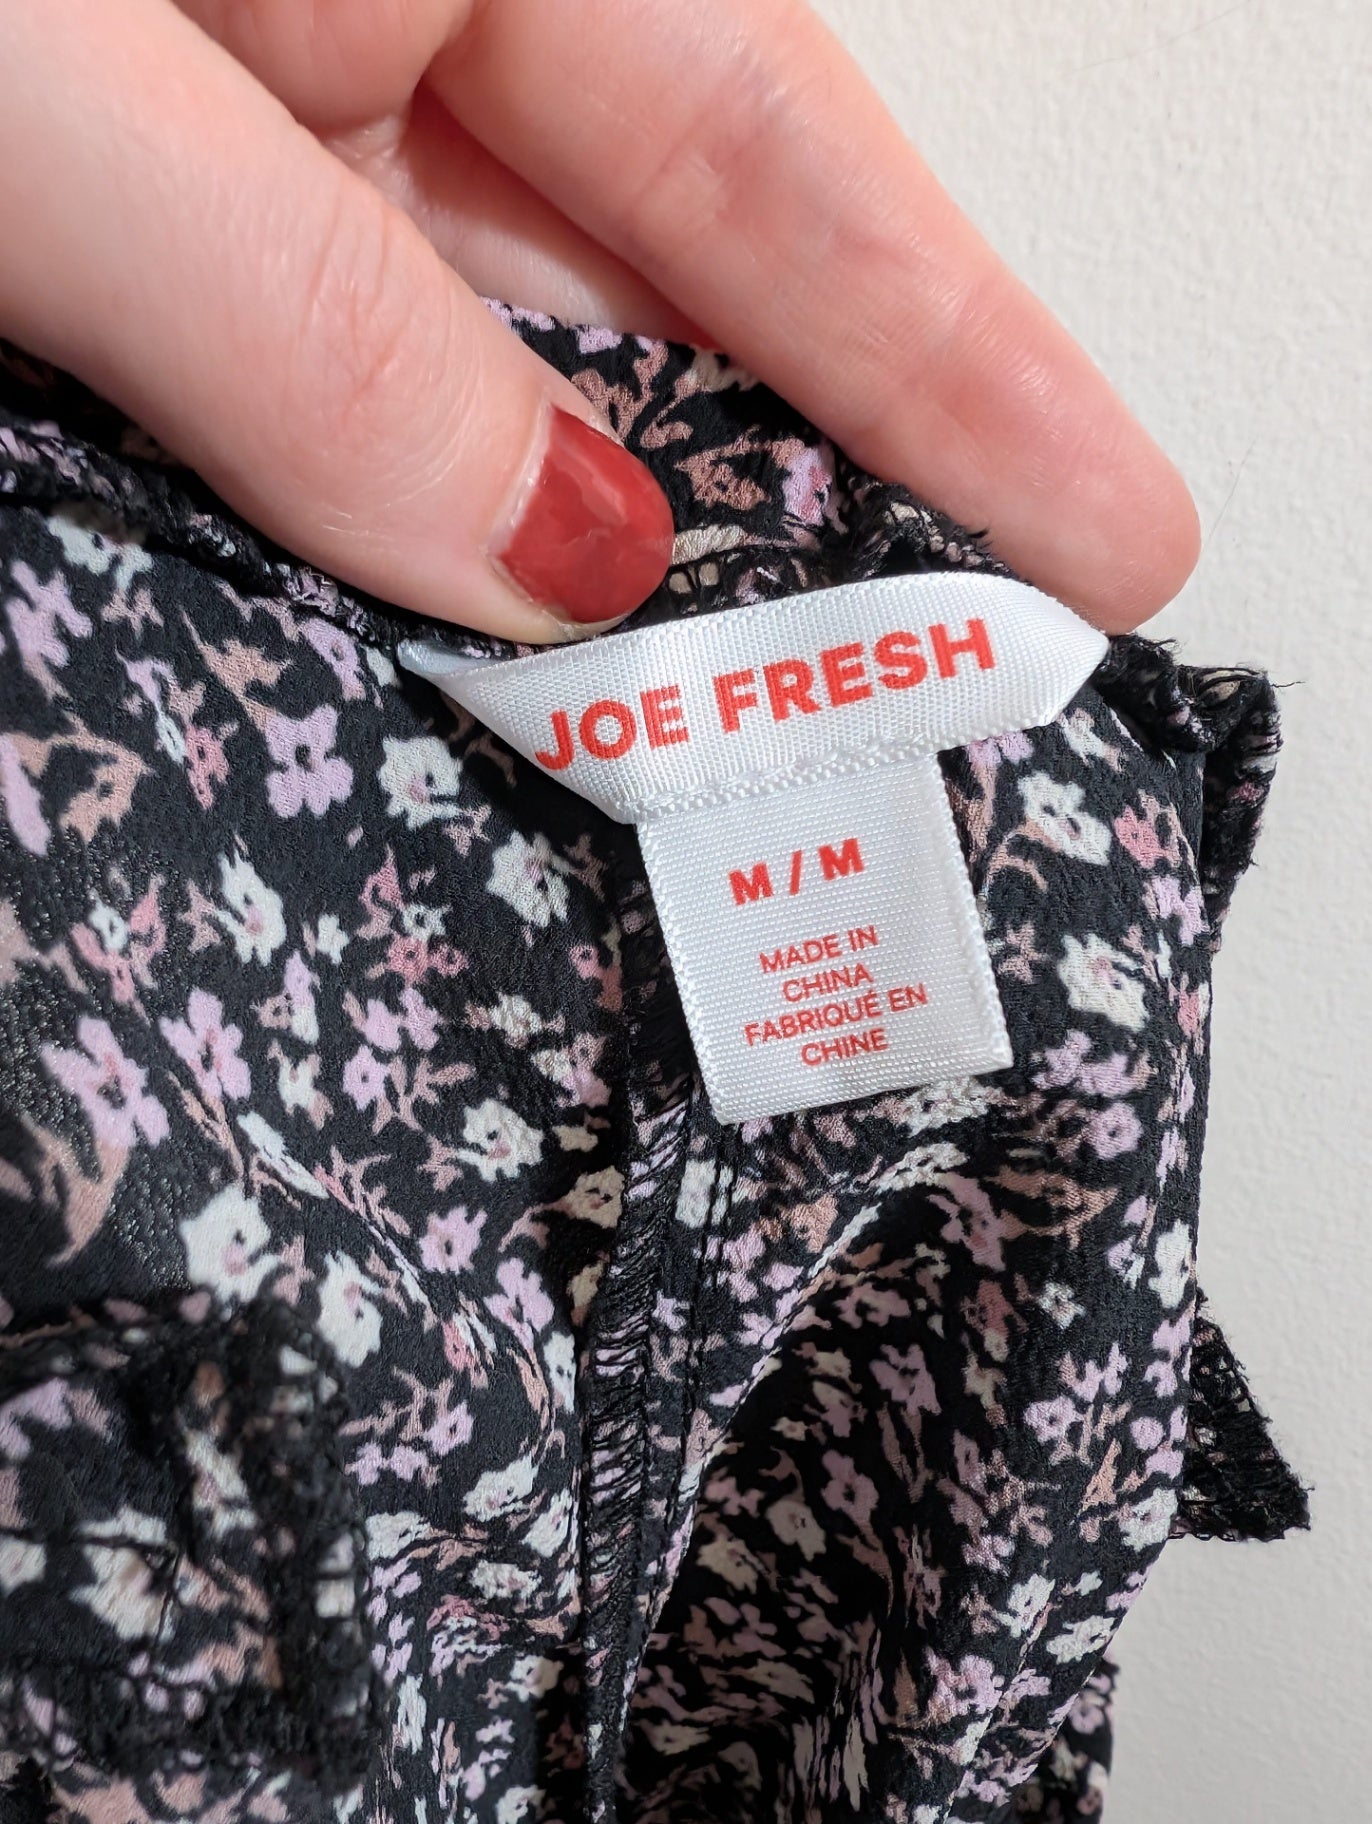 JOE FRESH
M / M
MADE IN
CHINA
FABRIQUÉ EN
CHINE